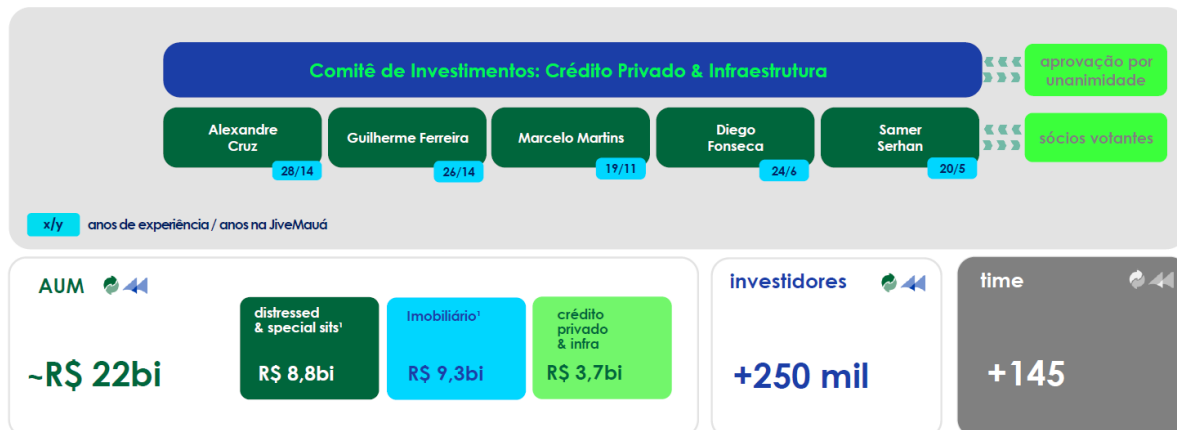 Comitê de Investimentos: Crédito Privado & Infraestrutura
aprovação por
unanimidade
Alexandre
Cruz
28/14
Guilherme Ferreira
26/14
Marcelo Martins
19/11
Diego
Fonseca
24/6
Samer
Serhan
20/5
sócios votantes
x/y anos de experiência / anos na JiveMauá
AUM
~R$ 22bi
distressed
& special sits¹
R$ 8,8bi
Imobiliário¹
R$ 9,3bi
crédito
privado
& infra
R$ 3,7bi
investidores
+250 mil
time
+145